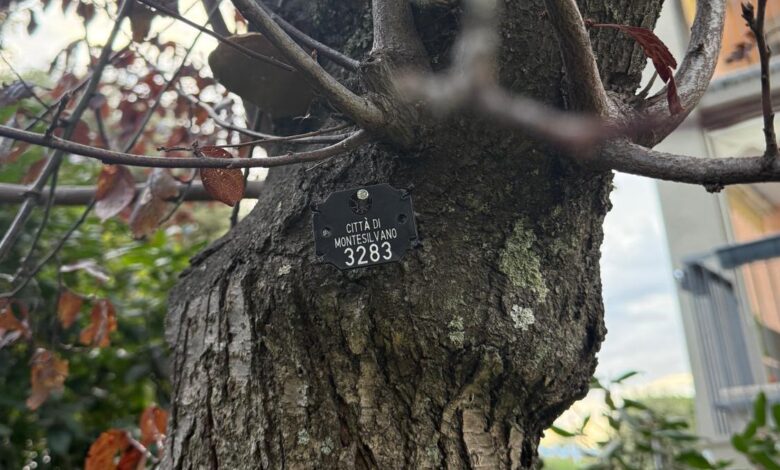 CITTÀ DI
MONTESILVANO
3283